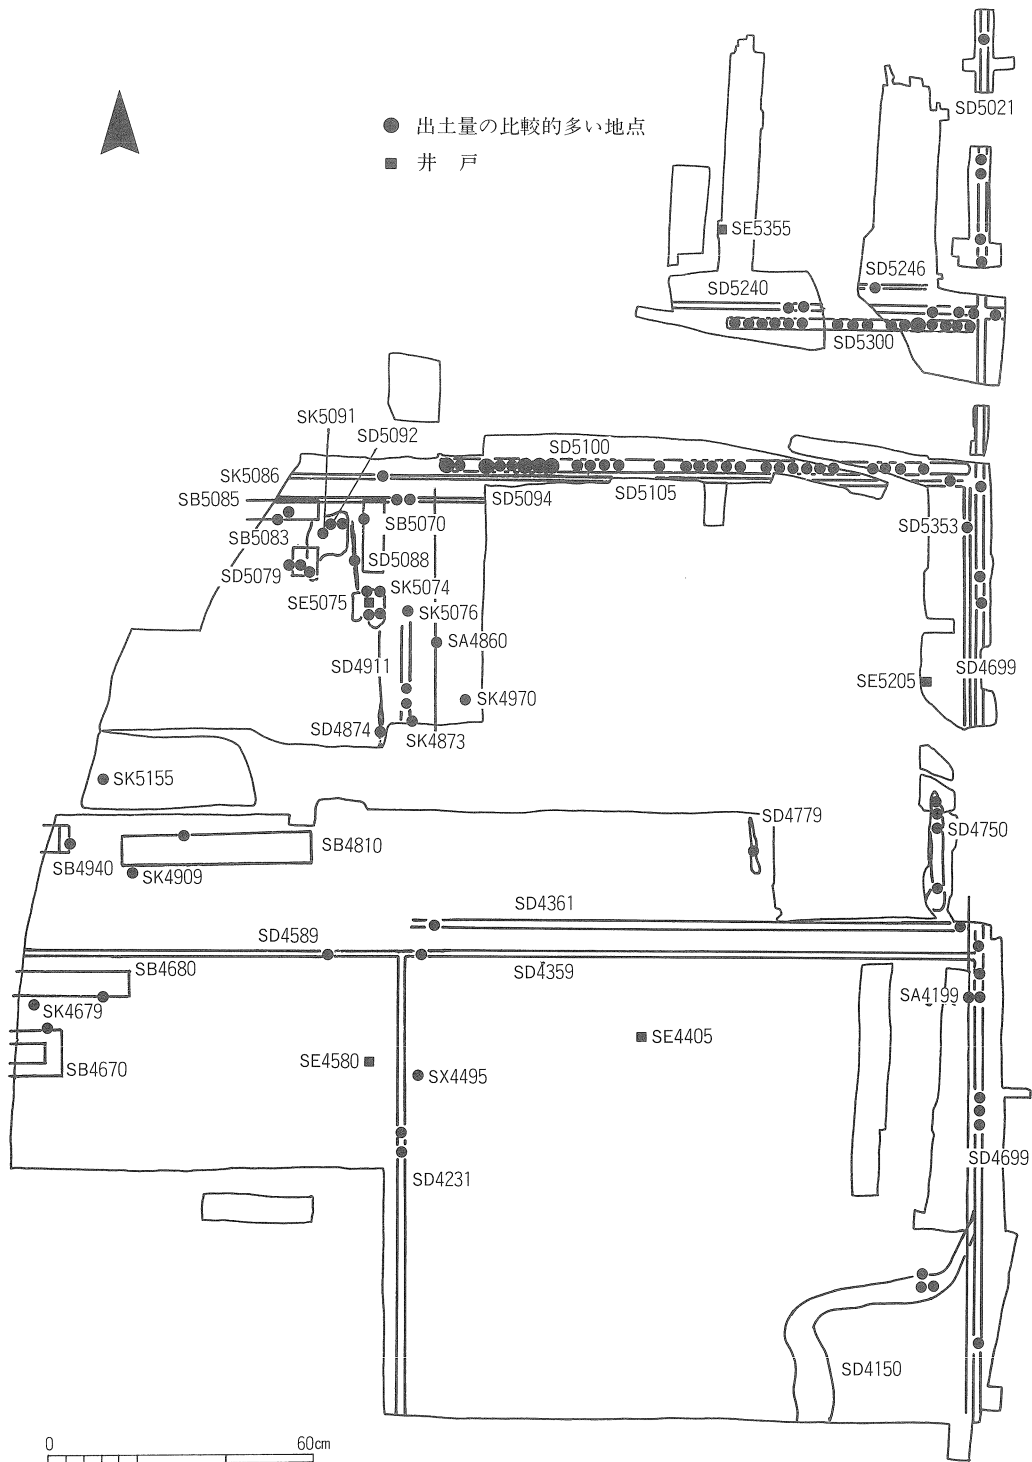 ● 出土量の比較的多い地点
■ 井　戸
SD5021
SE5355
SD5246
SD5240
SD5300
SK5091
SD5092
SD5100
SK5086
SD5105
SB5085
SD5094
SB5070
SD5353
SB5083
SD5088
SD5079
SK5074
SE5075
SK5076
SA4860
SD4911
SD4699
SE5205
SK4970
SD4874
SK4873
SK5155
SD4779
SD4750
SB4810
SB4940
SK4909
SD4361
SD4589
SD4359
SB4680
SA4199
SK4679
SE4405
SE4580
SB4670
SX4495
SD4699
SD4231
SD4150
0 60cm